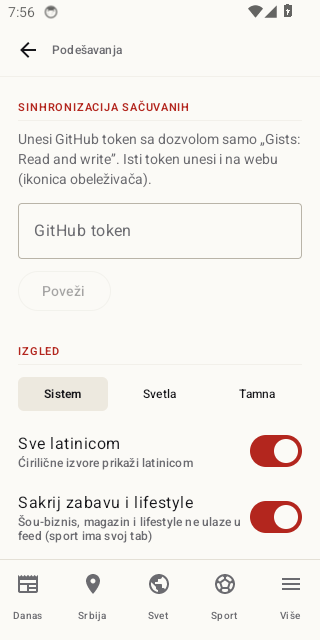 7:56
Podešavanja
SINHRONIZACIJA SAČUVANIH
Unesi GitHub token sa dozvolom samo „Gists:
Read and write”. Isti token unesi i na webu
(ikonica obeleživača).
GitHub token
Poveži
IZGLED
Sistem Svetla Tamna
Sve latinicom
Ćirilične izvore prikaži latinicom
Sakrij zabavu i lifestyle
Šou-biznis, magazin i lifestyle ne ulaze u
feed (sport ima svoj tab)
Danas Srbija Svet Sport Više